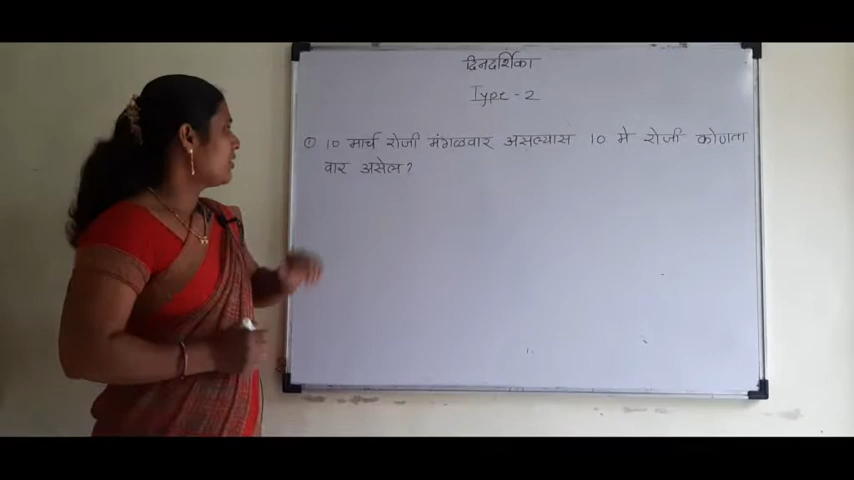 दिनदर्शिका
Type - 2
① 10 मार्च रोजी मंगळवार असल्यास 10 मे रोजी कोणता
वार असेल?